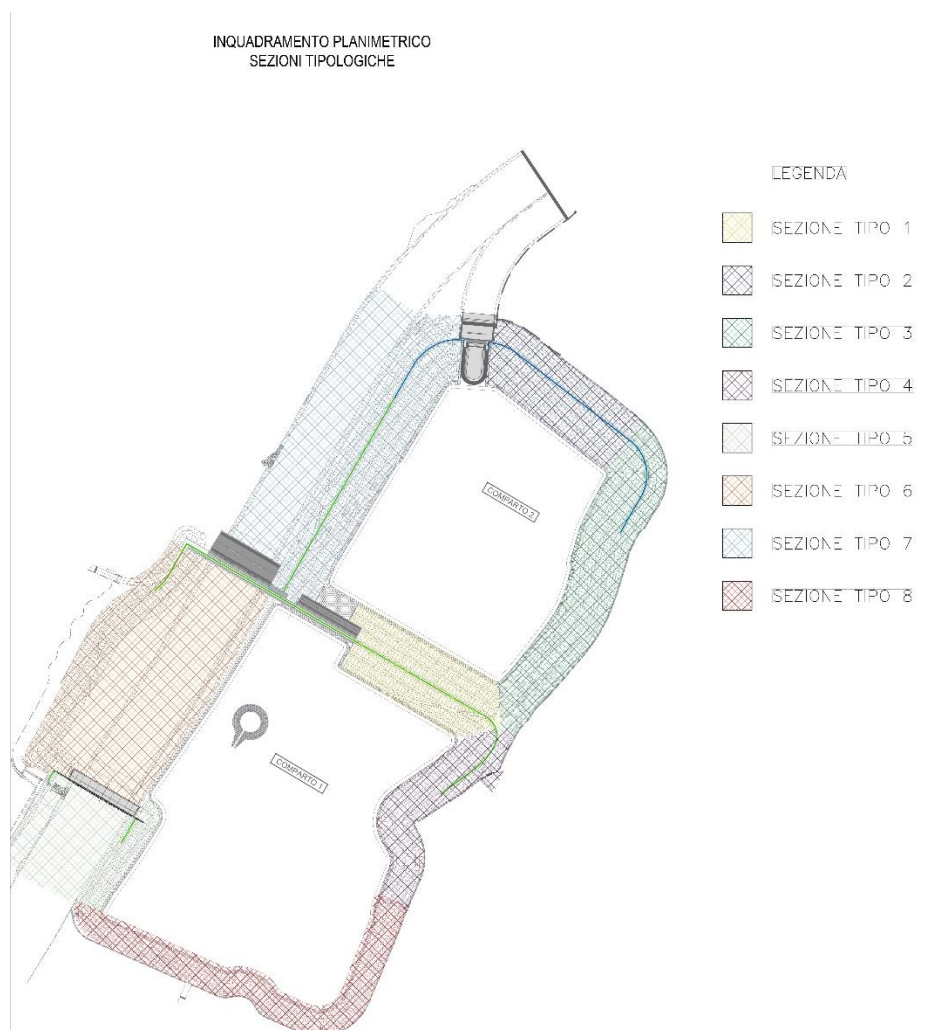 INQUADRAMENTO PLANIMETRICO
SEZIONI TIPOLOGICHE
LEGENDA
SEZIONE TIPO 1
SEZIONE TIPO 2
SEZIONE TIPO 3
SEZIONE TIPO 4
SEZIONE TIPO 5
SEZIONE TIPO 6
SEZIONE TIPO 7
SEZIONE TIPO 8
COMPARTO 2
COMPARTO 1